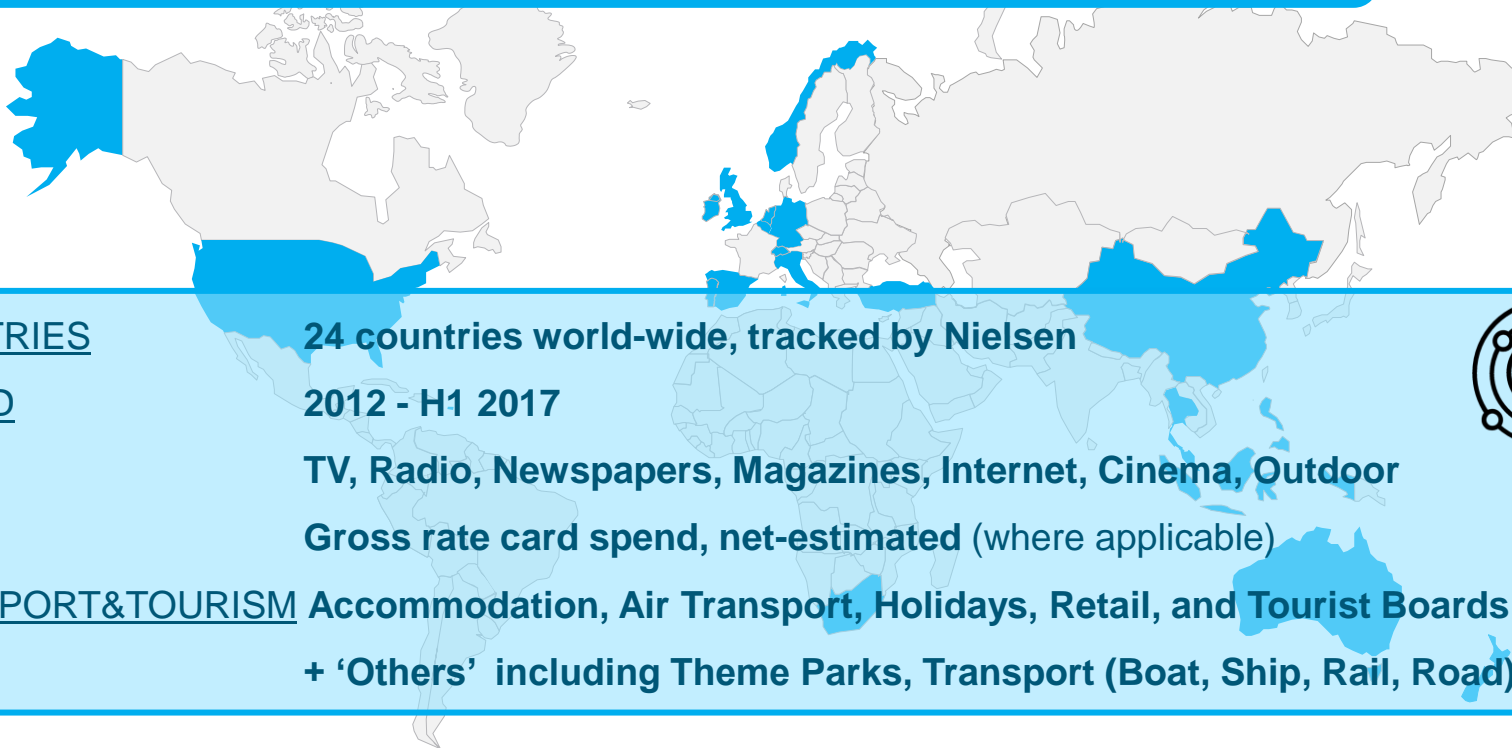 TRIES 24 countries world-wide, tracked by Nielsen
D 2012 - H1 2017
TV, Radio, Newspapers, Magazines, Internet, Cinema, Outdoor
Gross rate card spend, net-estimated (where applicable)
PORT&TOURISM Accommodation, Air Transport, Holidays, Retail, and Tourist Boards
+ ‘Others’ including Theme Parks, Transport (Boat, Ship, Rail, Road)